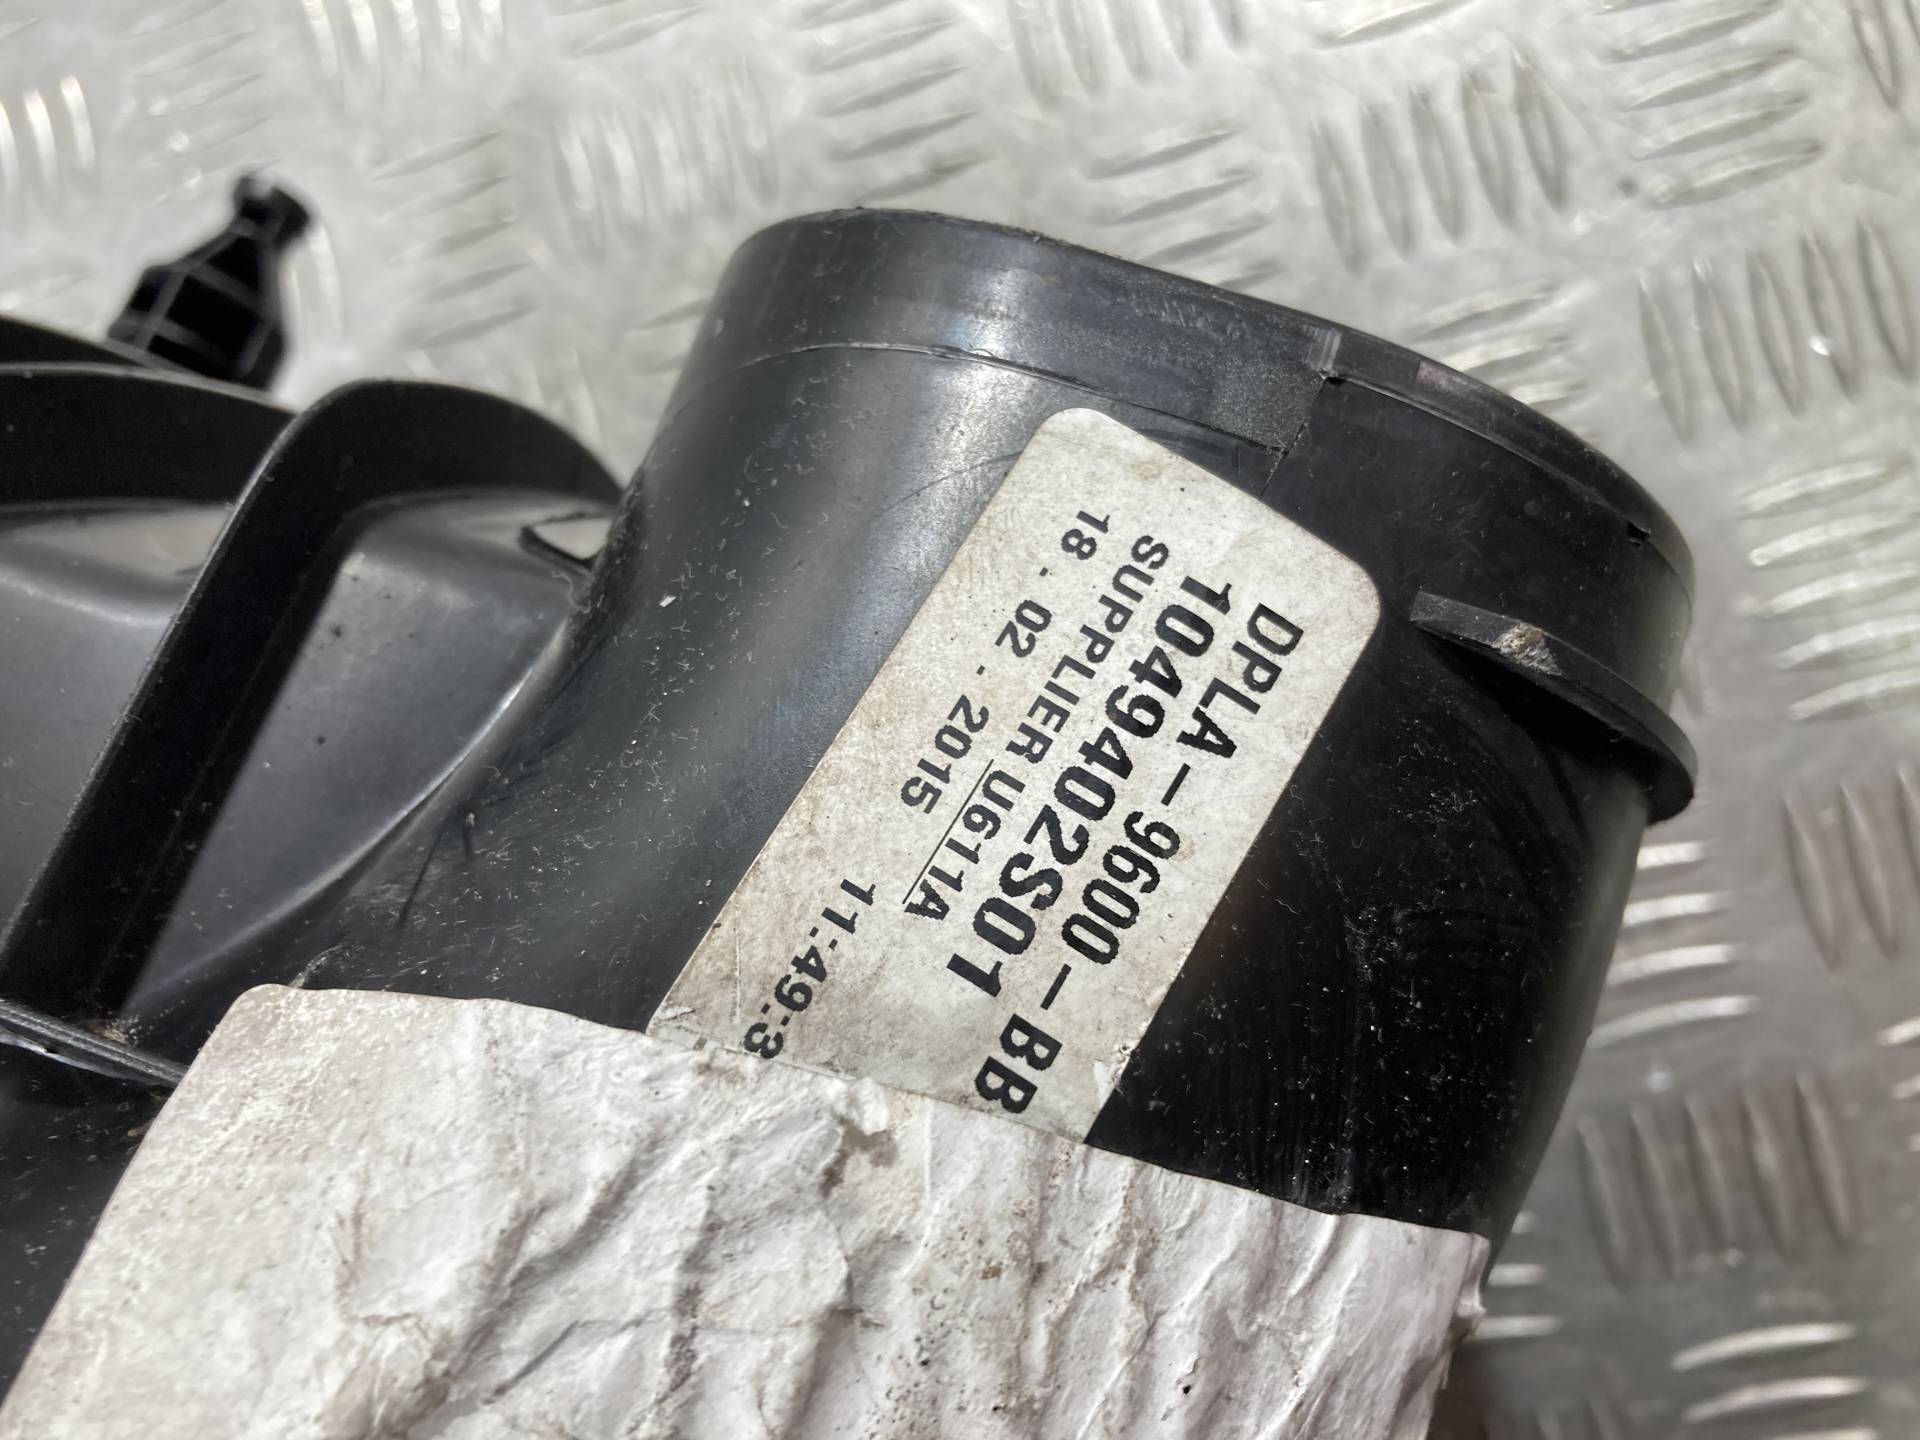 DPLA-9600-BB
1049402S01
SUPPLIER U611A
18 . 02 . 2015 11:49:3